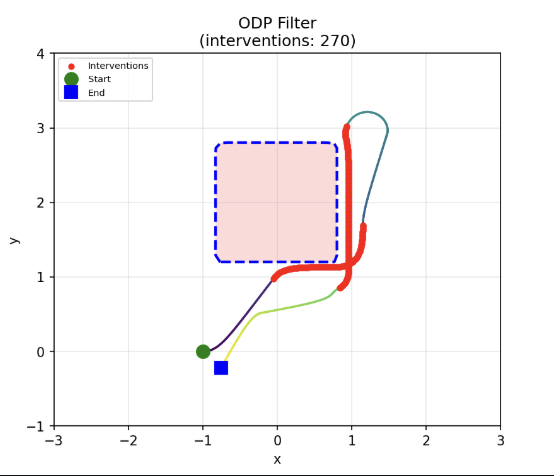 ODP Filter
(interventions: 270)
Interventions
Start
End
4
3
2
1
0
−1
y
−3 −2 −1 0 1 2 3
x